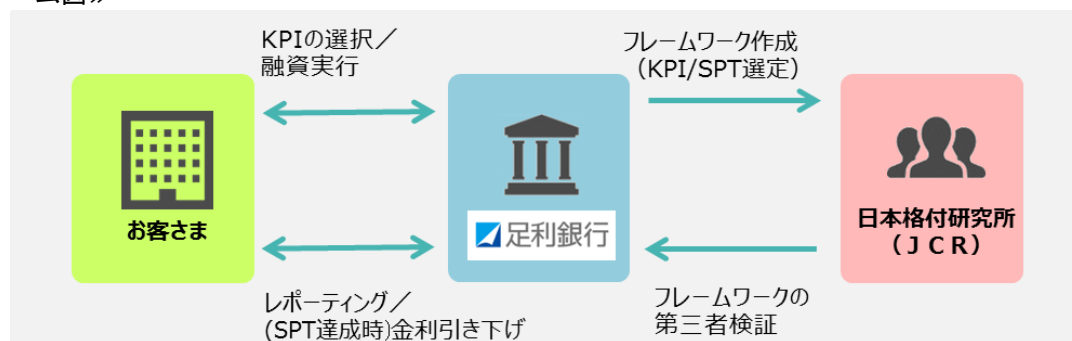 KPIの選択／
融資実行
フレームワーク作成
（KPI/SPT選定）
お客さま
足利銀行
日本格付研究所
（ＪＣＲ）
レポーティング／
(SPT達成時)金利引き下げ
フレームワークの
第三者検証